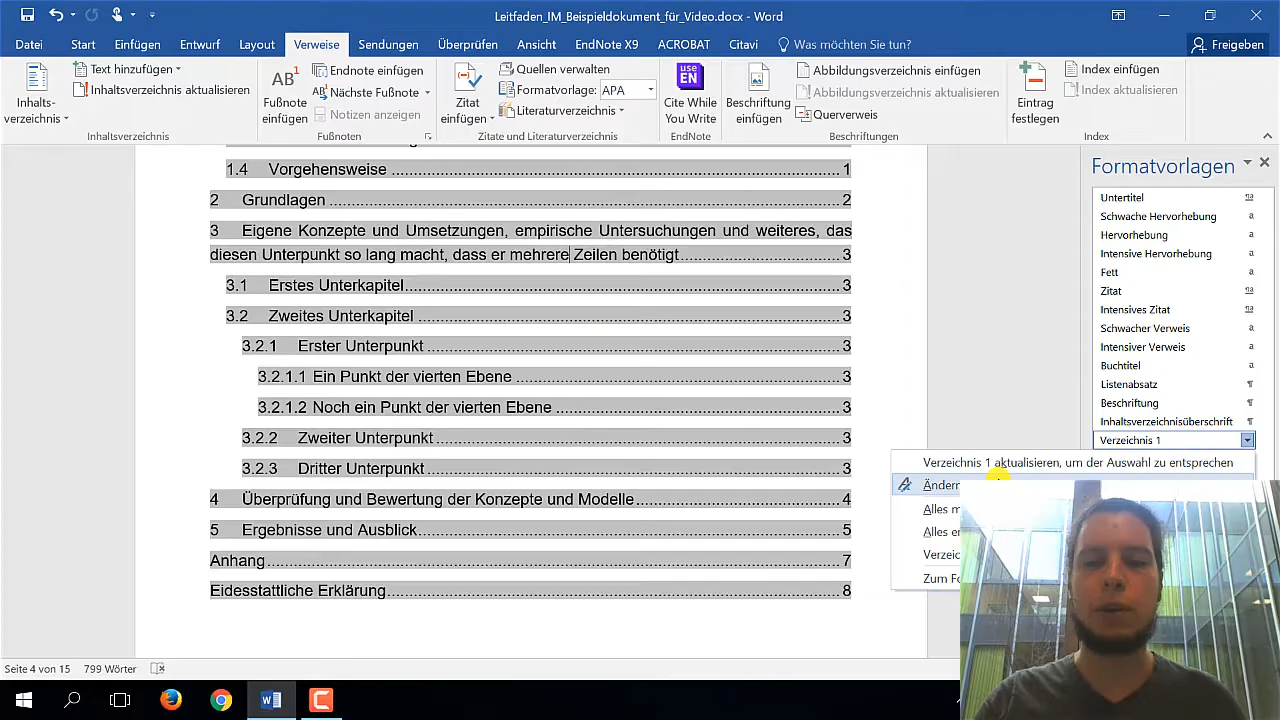 Leitfaden_IM_Beispieldokument_für_Video.docx - Word
Datei Start Einfügen Entwurf Layout Verweise Sendungen Überprüfen Ansicht EndNote X9 ACROBAT Citavi Was möchten Sie tun? Freigeben
Inhalts-
verzeichnis
Text hinzufügen
Inhaltsverzeichnis aktualisieren
Inhaltsverzeichnis
AB1
Fußnote
einfügen
Endnote einfügen
AB Nächste Fußnote
Notizen anzeigen
Fußnoten
Zitat
einfügen
Quellen verwalten
Formatvorlage: APA
Literaturverzeichnis
Zitate und Literaturverzeichnis
use
EN
Cite While
You Write
EndNote
Beschriftung
einfügen
Abbildungsverzeichnis einfügen
Abbildungsverzeichnis aktualisieren
Querverweis
Beschriftungen
Eintrag
festlegen
Index einfügen
Index aktualisieren
Index
1.4 Vorgehensweise ... 1
2 Grundlagen ... 2
3 Eigene Konzepte und Umsetzungen, empirische Untersuchungen und weiteres, das
diesen Unterpunkt so lang macht, dass er mehrere Zeilen benötigt ... 3
3.1 Erstes Unterkapitel ... 3
3.2 Zweites Unterkapitel ... 3
3.2.1 Erster Unterpunkt ... 3
3.2.1.1 Ein Punkt der vierten Ebene ... 3
3.2.1.2 Noch ein Punkt der vierten Ebene ... 3
3.2.2 Zweiter Unterpunkt ... 3
3.2.3 Dritter Unterpunkt ... 3
4 Überprüfung und Bewertung der Konzepte und Modelle ... 4
5 Ergebnisse und Ausblick ... 5
Anhang ... 7
Eidesstattliche Erklärung ... 8
Formatvorlagen
Untertitel
Schwache Hervorhebung a
Hervorhebung a
Intensive Hervorhebung a
Fett a
Zitat
Intensives Zitat
Schwacher Verweis a
Intensiver Verweis a
Buchtitel a
Listenabsatz ¶
Beschriftung ¶
Inhaltsverzeichnisüberschrift ¶
Verzeichnis 1
Verzeichnis 1 aktualisieren, um der Auswahl zu entsprechen
Ändern
Alles m
Alles e
Verzeic
Zum Fo
Seite 4 von 15 799 Wörter